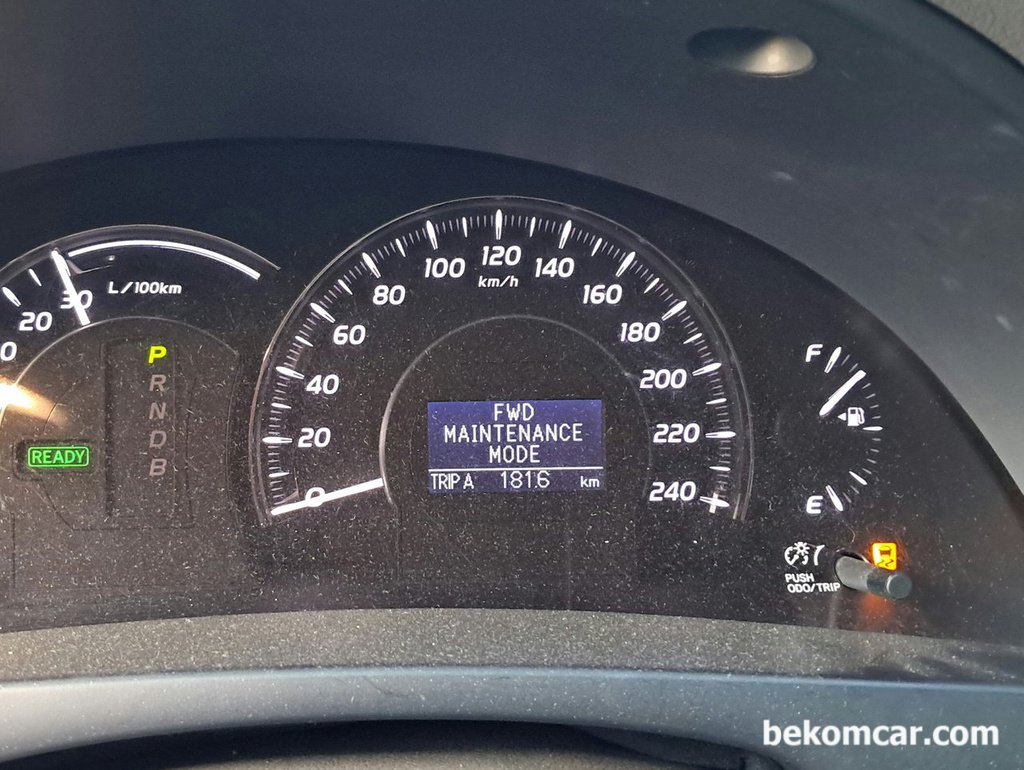 L/100km
30
20
0
P
R
N
D
B
READY
0
20
40
60
80
100
120
140
160
180
200
220
240
km/h
FWD
MAINTENANCE
MODE
TRIP A 181.6 km
F
E
PUSH
ODO/TRIP
bekomcar.com